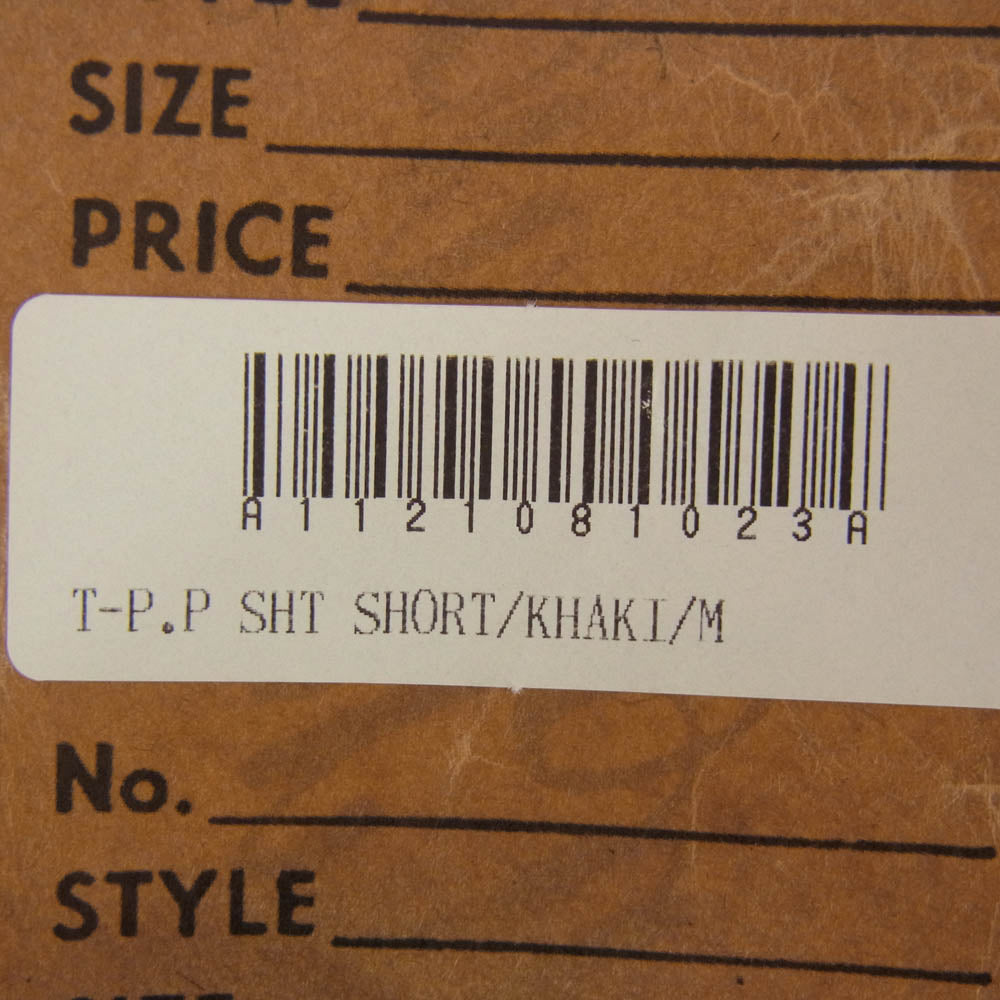 SIZE
PRICE
A1121081023A
T-P.P SHT SHORT/KHAKI/M
No.
STYLE